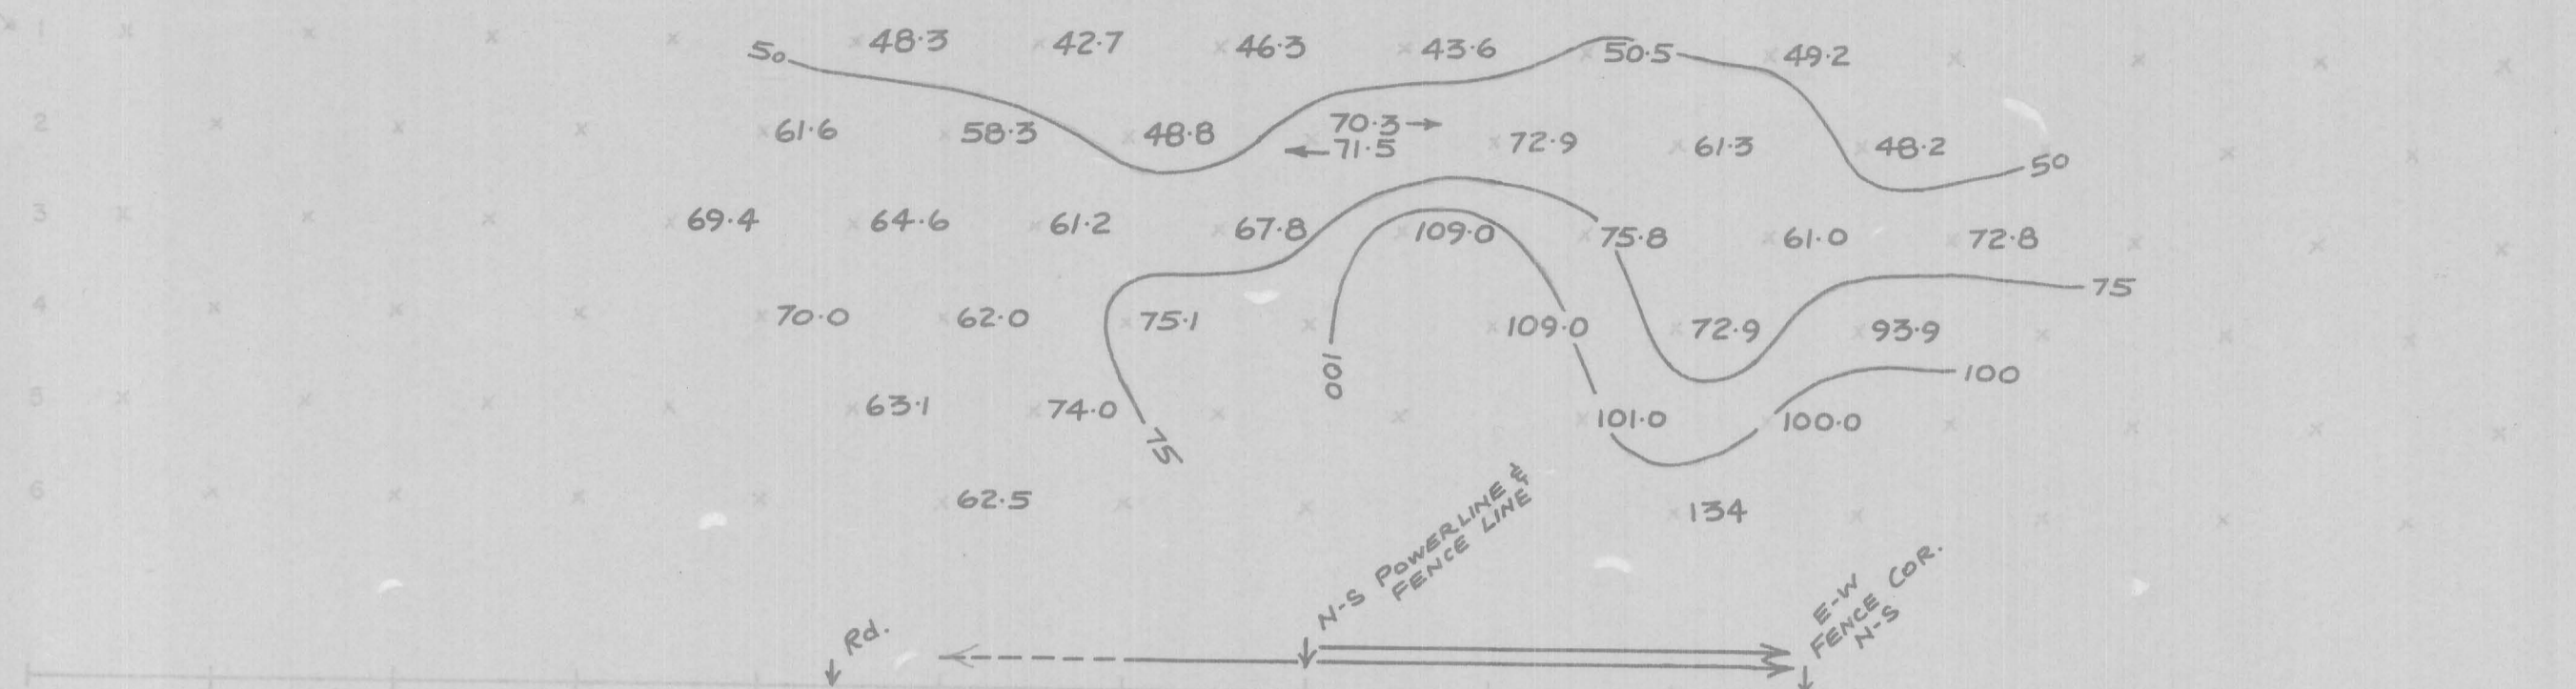 1 48.3 42.7 46.3 43.6 50.5 49.2
50
2 61.6 58.3 48.8 70.3 72.9 61.3 48.2
71.5
50
3 69.4 64.6 61.2 67.8 109.0 75.8 61.0 72.8
75
4 70.0 62.0 75.1 109.0 72.9 93.9
100
100
5 63.1 74.0 101.0 100.0
75
6 62.5 134
N-S POWERLINE &
FENCE LINE
Rd.
E-W
FENCE COR.
N-S